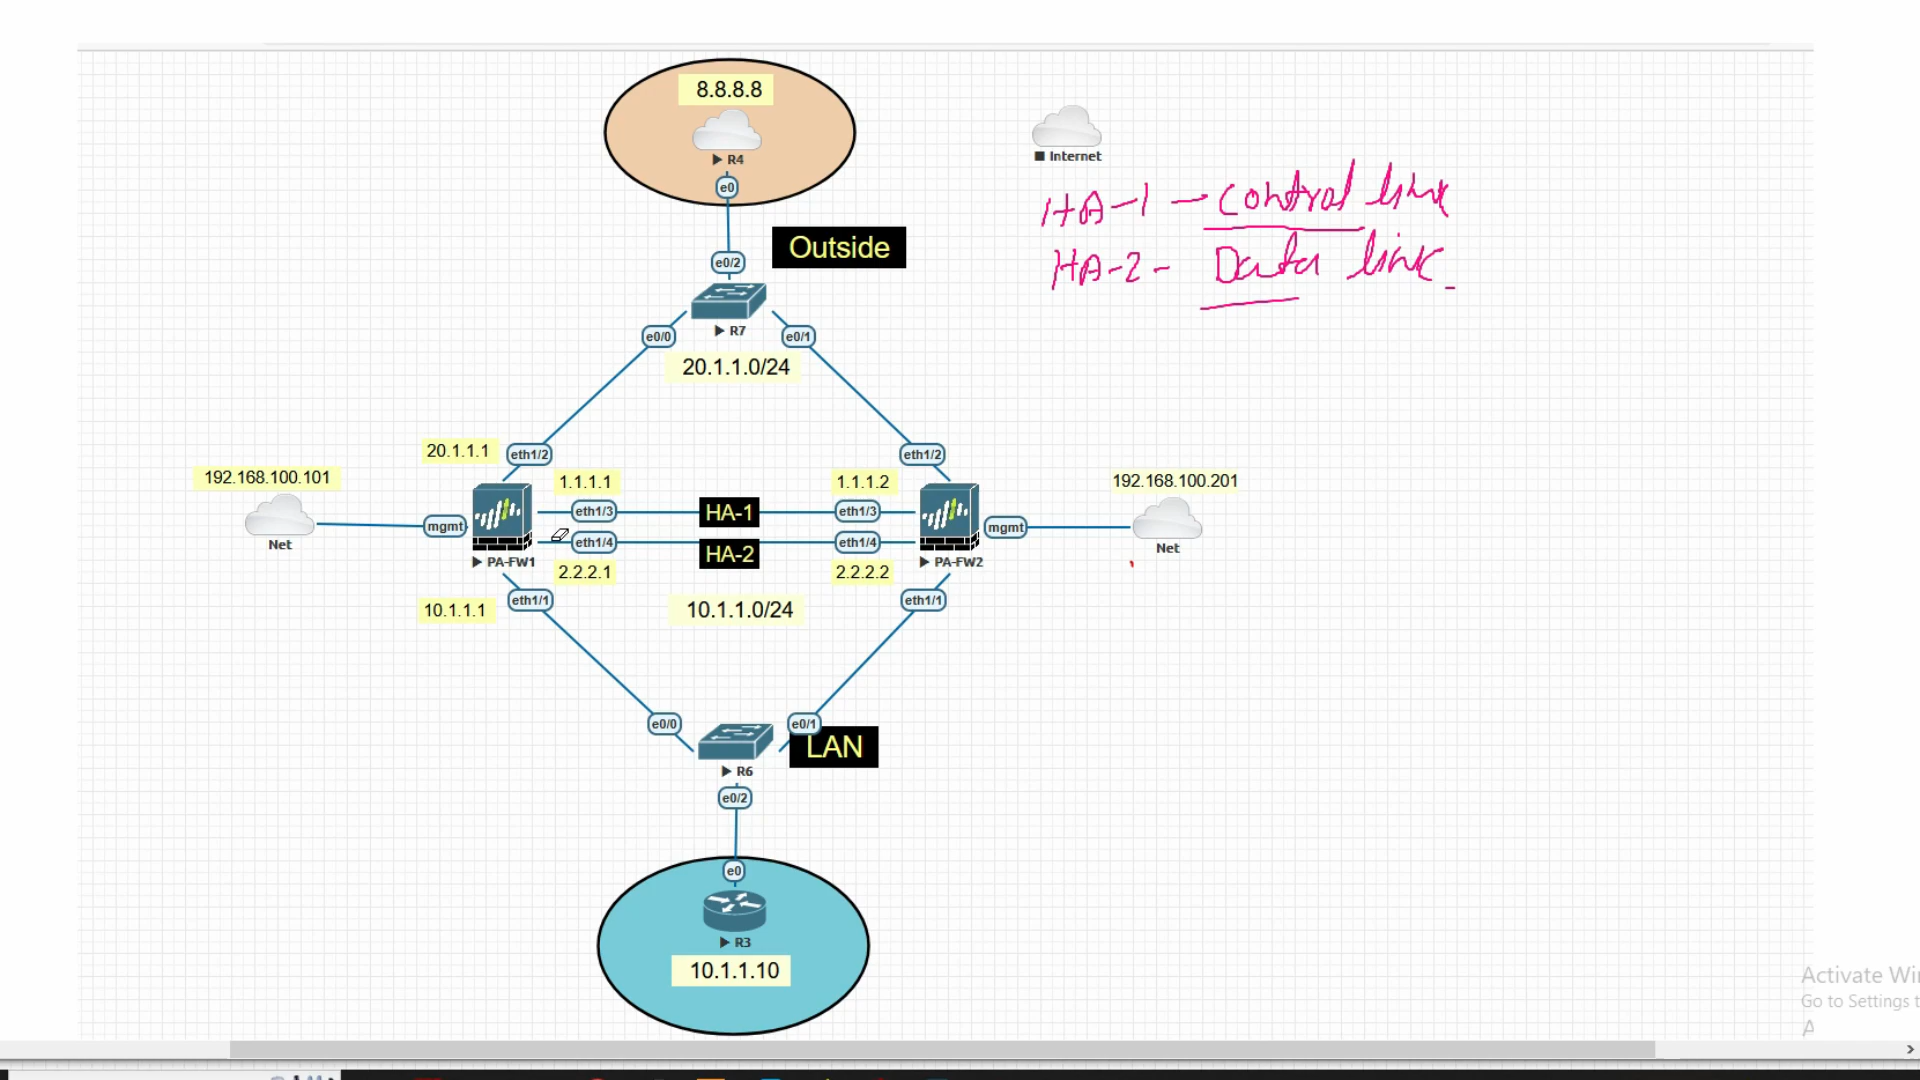 8.8.8.8
R4
e0
Internet
HA-1 - Control link
HA-2 - Data link
Outside
e0/2
R7
e0/0
e0/1
20.1.1.0/24
20.1.1.1
eth1/2
eth1/2
192.168.100.101
1.1.1.1
1.1.1.2
192.168.100.201
eth1/3
HA-1
eth1/3
mgmt
mgmt
Net
Net
eth1/4
HA-2
eth1/4
PA-FW1
PA-FW2
2.2.2.1
2.2.2.2
10.1.1.1
eth1/1
10.1.1.0/24
eth1/1
e0/0
e0/1
LAN
R6
e0/2
e0
R3
10.1.1.10
Activate Wi
Go to Settings t
A